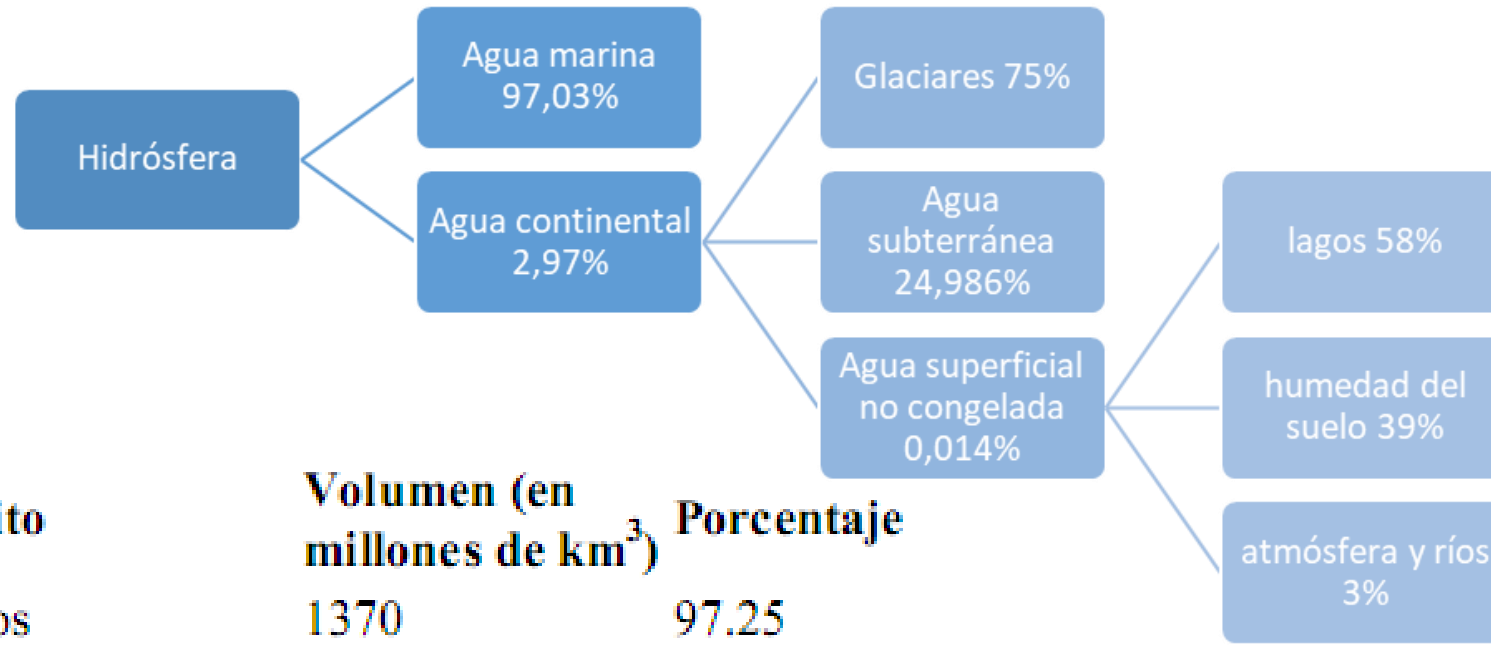 Hidrósfera
Agua marina
97,03%
Agua continental
2,97%
Glaciares 75%
Agua
subterránea
24,986%
Agua superficial
no congelada
0,014%
lagos 58%
humedad del
suelo 39%
atmósfera y ríos
3%
Volumen (en
millones de km³)
Porcentaje
1370
97.25